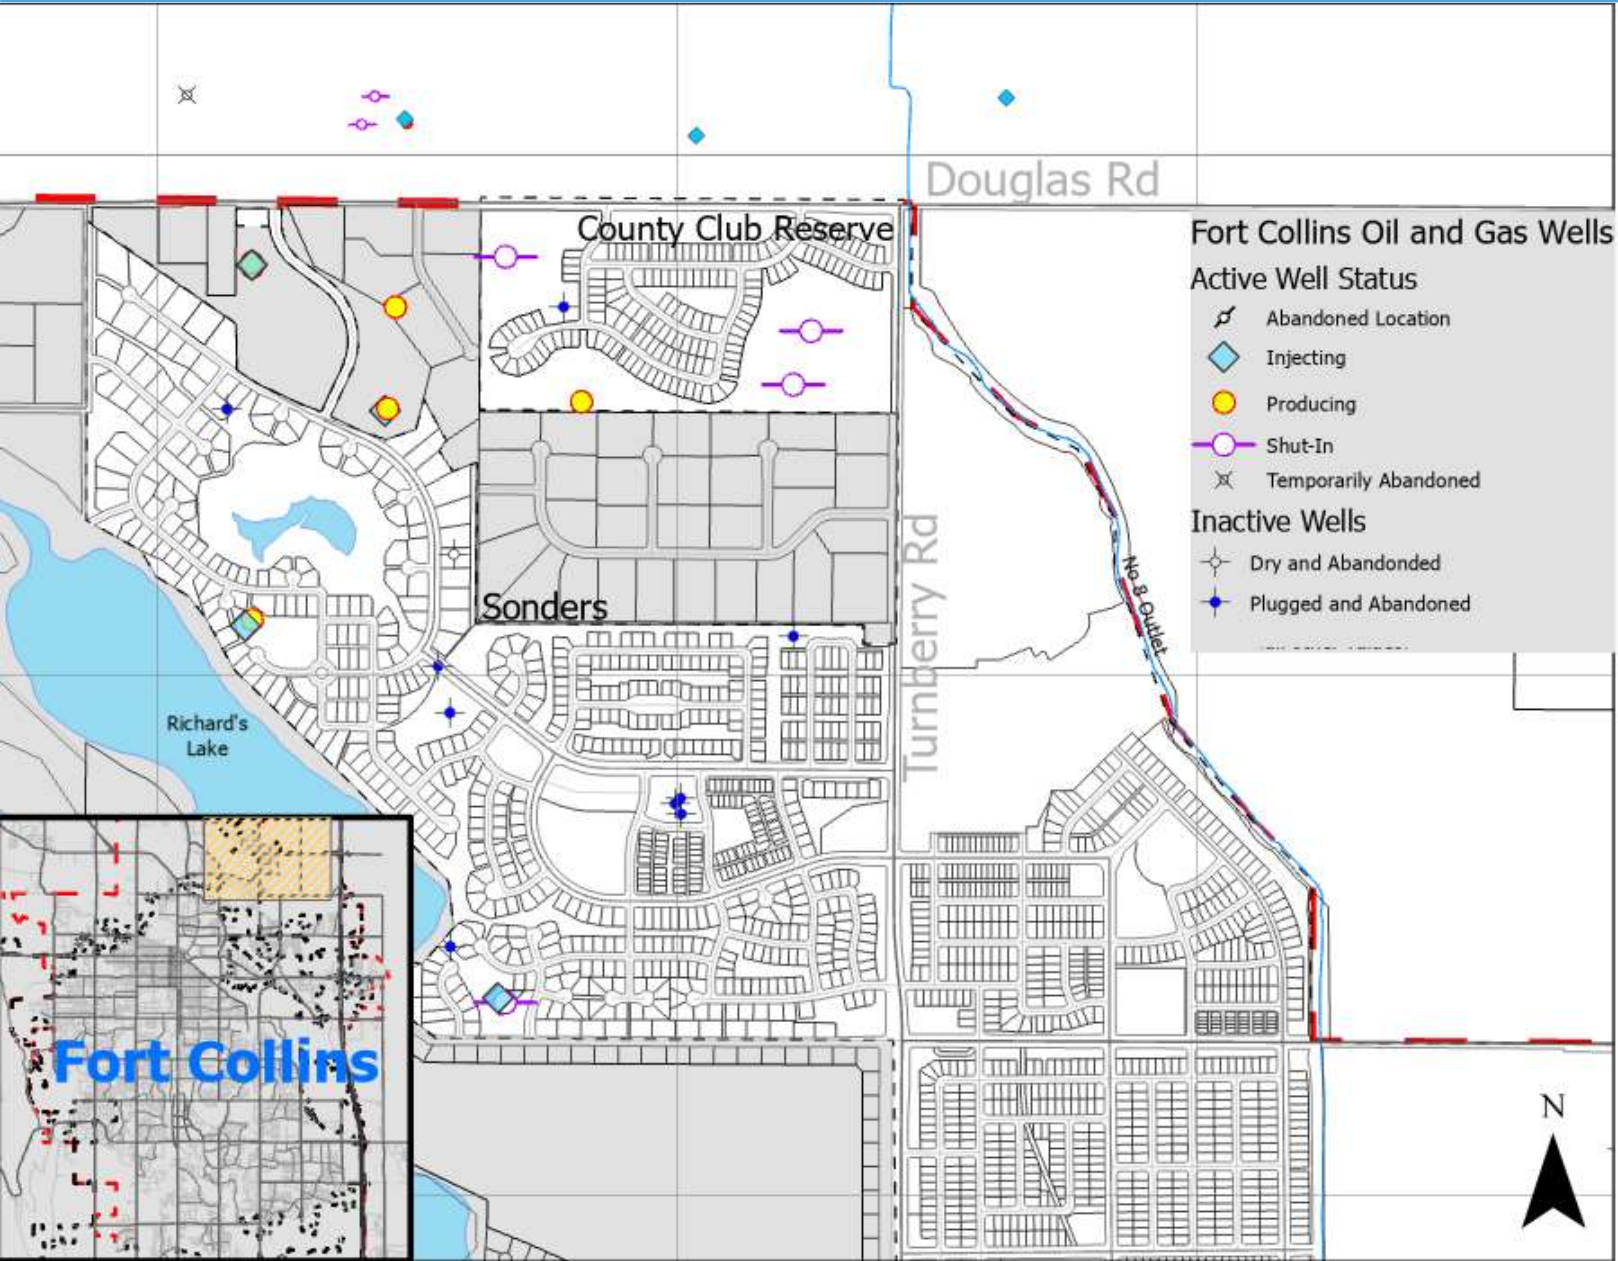 Douglas Rd
County Club Reserve
Fort Collins Oil and Gas Wells
Active Well Status
Abandoned Location
Injecting
Producing
Shut-In
Temporarily Abandoned
Inactive Wells
Dry and Abandonded
Plugged and Abandoned
Sonders
Turnberry Rd
No 8 Outlet
Richard's
Lake
Fort Collins
N